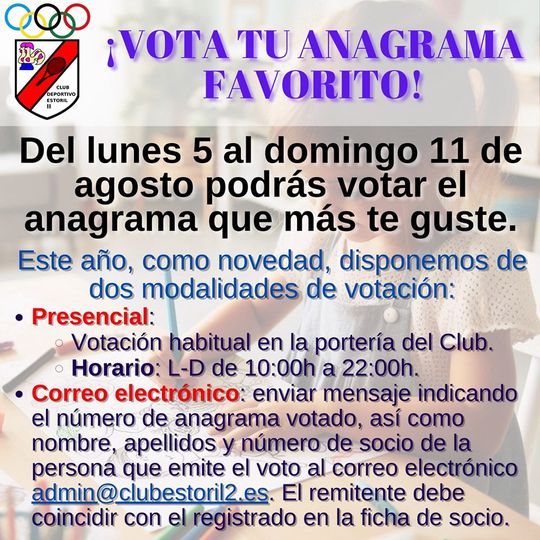 ¡VOTA TU ANAGRAMA
FAVORITO!
CLUB
DEPORTIVO
ESTORIL
II
Del lunes 5 al domingo 11 de
agosto podrás votar el
anagrama que más te guste.
Este año, como novedad, disponemos de
dos modalidades de votación:
• Presencial:
◦ Votación habitual en la portería del Club.
◦ Horario: L-D de 10:00h a 22:00h.
• Correo electrónico: enviar mensaje indicando
el número de anagrama votado, así como
nombre, apellidos y número de socio de la
persona que emite el voto al correo electrónico
admin@clubestoril2.es. El remitente debe
coincidir con el registrado en la ficha de socio.